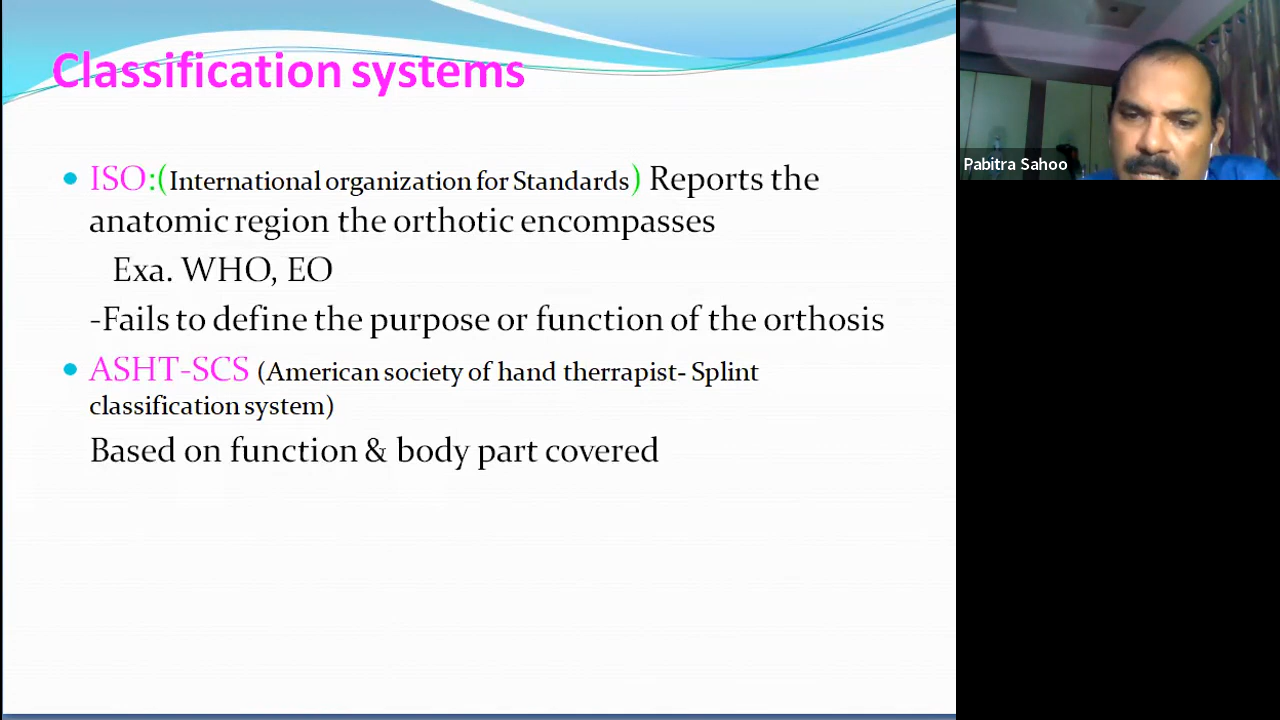 Classification systems
ISO:(International organization for Standards) Reports the
anatomic region the orthotic encompasses
Exa. WHO, EO
-Fails to define the purpose or function of the orthosis
ASHT-SCS (American society of hand therrapist- Splint
classification system)
Based on function & body part covered
Pabitra Sahoo